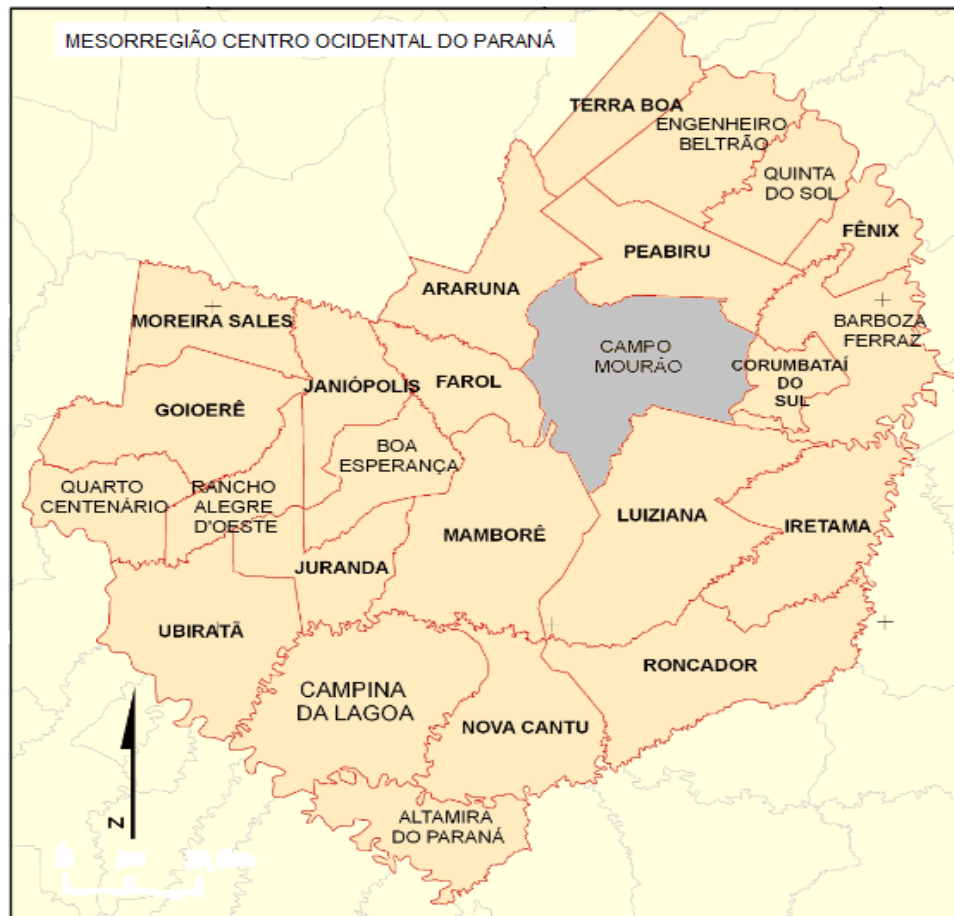 MESORREGIÃO CENTRO OCIDENTAL DO PARANÁ
TERRA BOA
ENGENHEIRO
BELTRÃO
QUINTA
DO SOL
FÊNIX
PEABIRU
ARARUNA
MOREIRA SALES
BARBOZA
FERRAZ
CAMPO
MOURÃO
CORUMBATAÍ
DO
SUL
JANIÓPOLIS
FAROL
GOIOERÊ
BOA
ESPERANÇA
QUARTO
CENTENÁRIO
RANCHO
ALEGRE
D'OESTE
LUIZIANA
IRETAMA
MAMBORÊ
JURANDA
UBIRATÃ
RONCADOR
CAMPINA
DA LAGOA
NOVA CANTU
ALTAMIRA
DO PARANÁ
N